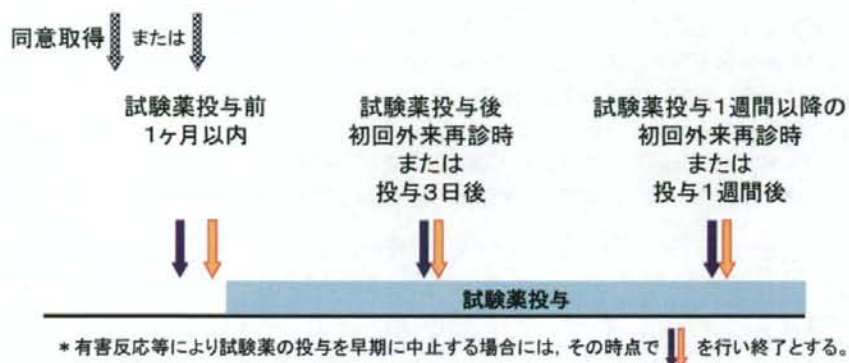 同意取得 または
試験薬投与前
1ヶ月以内
試験薬投与後
初回外来再診時
または
投与3日後
試験薬投与1週間以降の
初回外来再診時
または
投与1週間後
試験薬投与
*有害反応等により試験薬の投与を早期に中止する場合には，その時点で を行い終了とする。